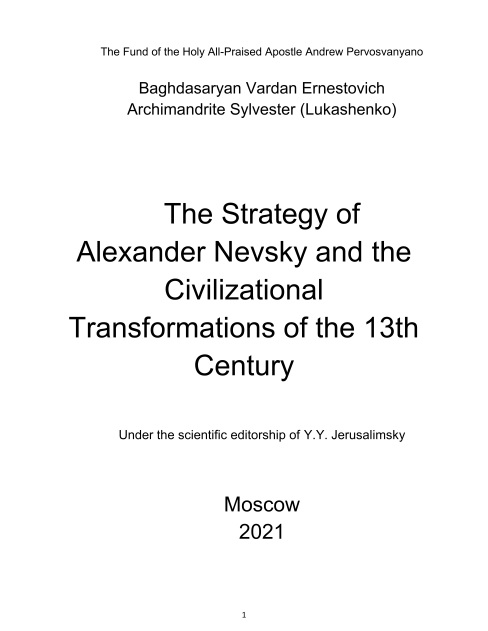 The Fund of the Holy All-Praised Apostle Andrew Pervosvanyano
Baghdasaryan Vardan Ernestovich
Archimandrite Sylvester (Lukashenko)
The Strategy of
Alexander Nevsky and the
Civilizational
Transformations of the 13th
Century
Under the scientific editorship of Y.Y. Jerusalimsky
Moscow
2021
1